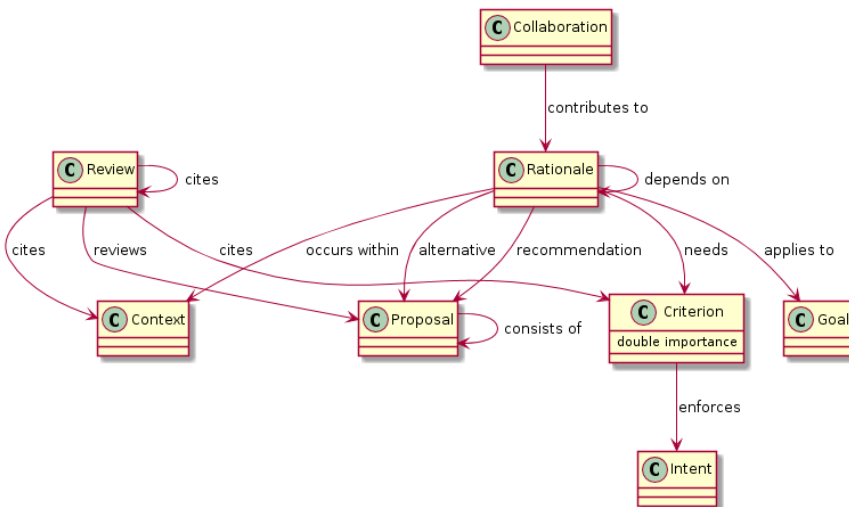 C Collaboration
contributes to
C Review
cites
C Rationale
depends on
cites
reviews
cites
occurs within
alternative
recommendation
needs
applies to
C Context
C Proposal
consists of
C Criterion
double importance
C Goal
enforces
C Intent